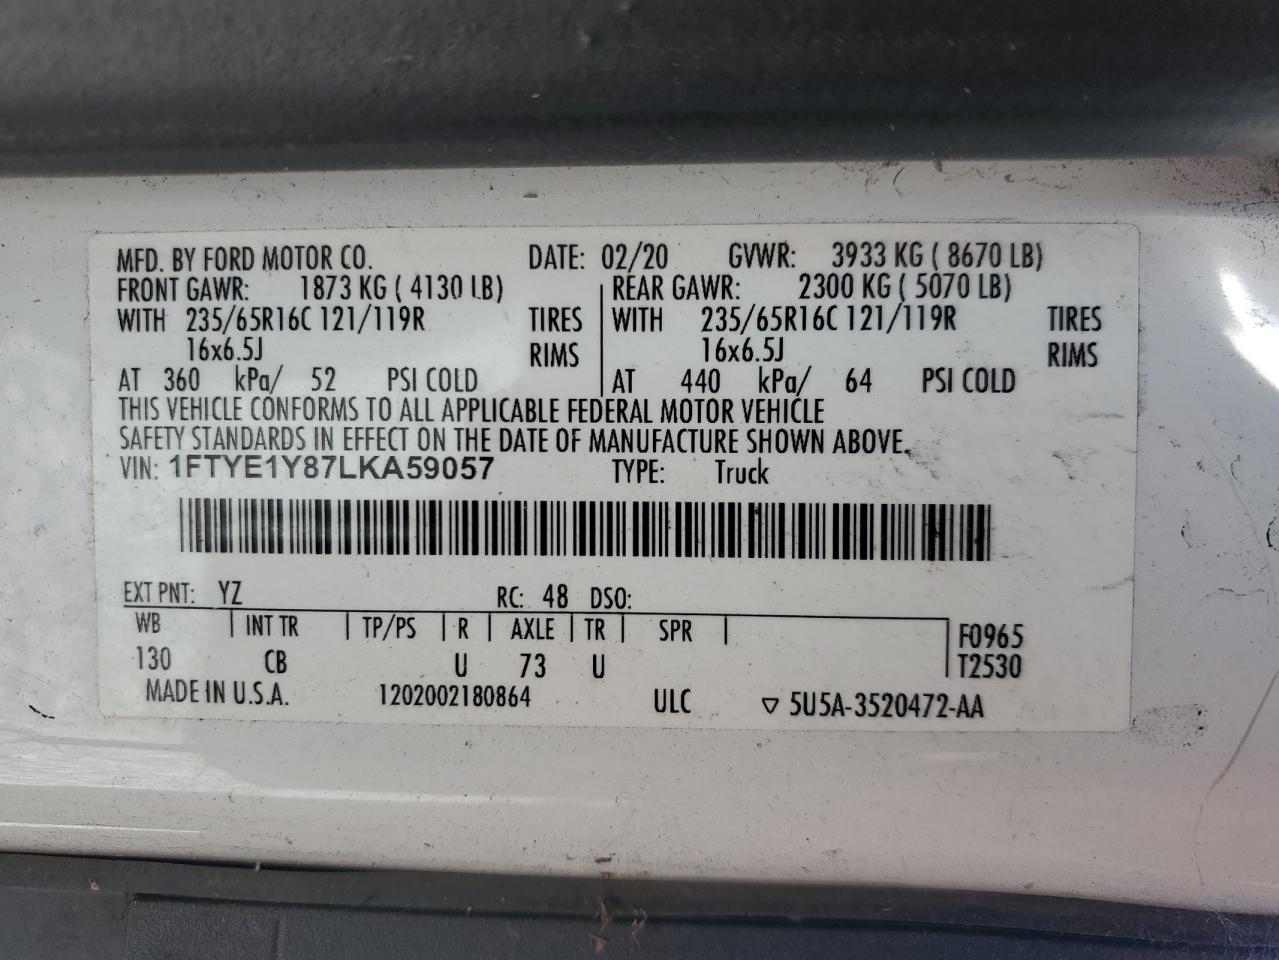 MFD. BY FORD MOTOR CO. DATE: 02/20 GVWR: 3933 KG ( 8670 LB)
FRONT GAWR: 1873 KG ( 4130 LB) REAR GAWR: 2300 KG ( 5070 LB)
WITH 235/65R16C 121/119R TIRES WITH 235/65R16C 121/119R TIRES
16x6.5J RIMS 16x6.5J RIMS
AT 360 kPa/ 52 PSI COLD AT 440 kPa/ 64 PSI COLD
THIS VEHICLE CONFORMS TO ALL APPLICABLE FEDERAL MOTOR VEHICLE
SAFETY STANDARDS IN EFFECT ON THE DATE OF MANUFACTURE SHOWN ABOVE.
VIN: 1FTYE1Y87LKA59057 TYPE: Truck
EXT PNT: YZ RC: 48 DSO:
WB INT TR TP/PS R AXLE TR SPR F0965
130 CB U 73 U T2530
MADE IN U.S.A. 1202002180864 ULC ▽ 5U5A-3520472-AA